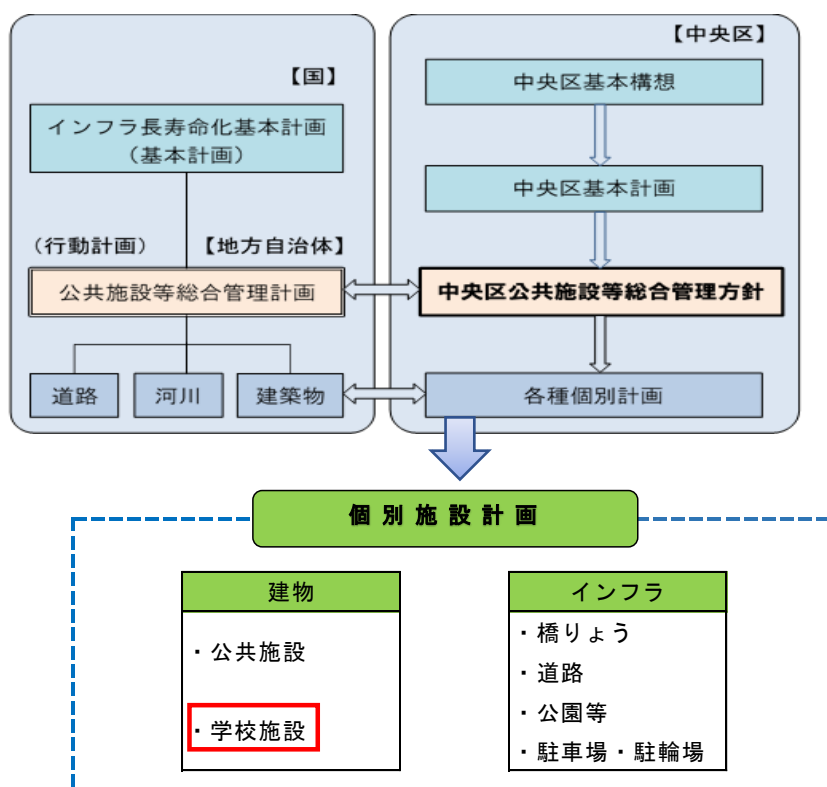 【国】
インフラ長寿命化基本計画
（基本計画）
（行動計画）
【地方自治体】
公共施設等総合管理計画
道路
河川
建築物
【中央区】
中央区基本構想
中央区基本計画
中央区公共施設等総合管理方針
各種個別計画
個別施設計画
建物
・公共施設
・学校施設
インフラ
・橋りょう
・道路
・公園等
・駐車場・駐輪場